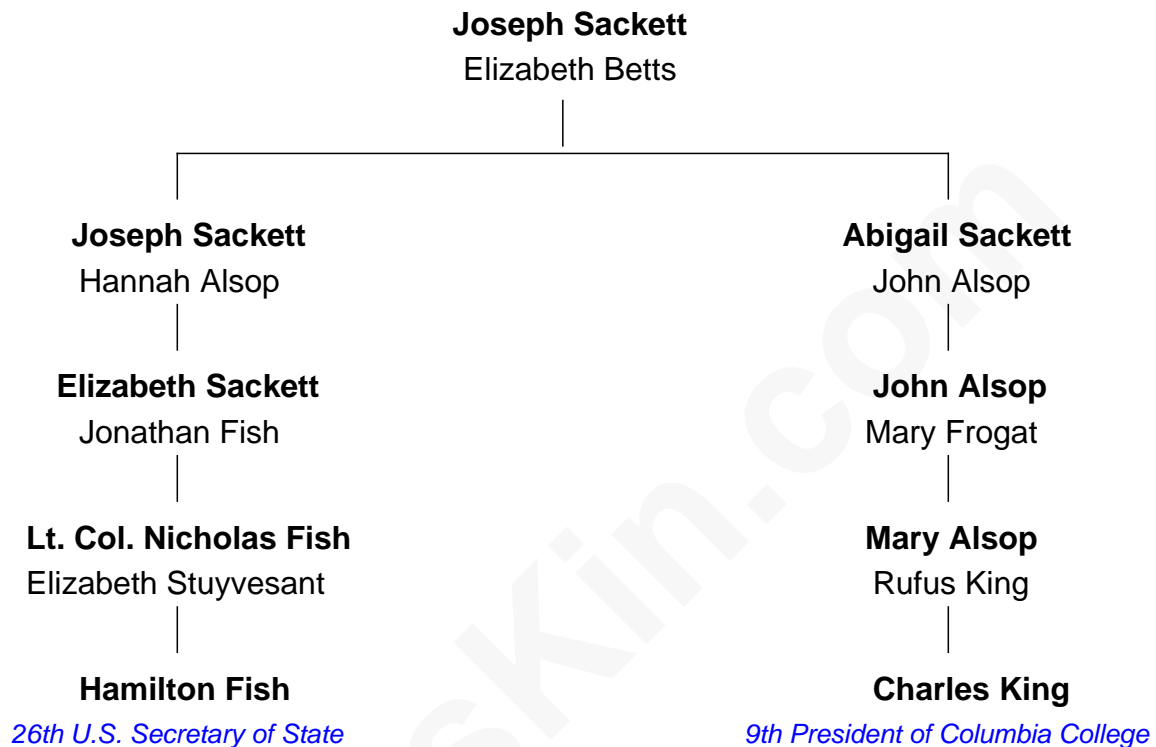 Joseph Sackett
Elizabeth Betts
Joseph Sackett
Hannah Alsop
Abigail Sackett
John Alsop
Elizabeth Sackett
Jonathan Fish
John Alsop
Mary Frogat
Lt. Col. Nicholas Fish
Elizabeth Stuyvesant
Mary Alsop
Rufus King
Hamilton Fish
26th U.S. Secretary of State
Charles King
9th President of Columbia College
sKin.com